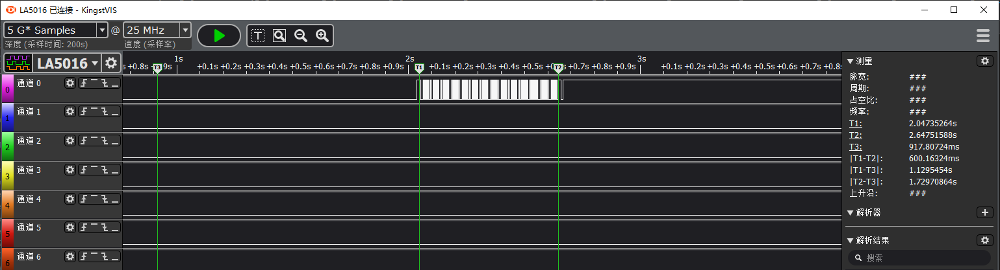 LA5016 已连接 - KingstVIS
5 G* Samples @ 25 MHz
深度 (采样时间: 200s) 速度 (采样率)
T
LA5016
1s 2s 3s
+0.8s +0.9s +0.1s +0.2s +0.3s +0.4s +0.5s +0.6s +0.7s +0.8s +0.9s +0.1s +0.2s +0.3s +0.4s +0.5s +0.7s +0.8s +0.9s +0.1s +0.2s +0.3s +0.4s +0.5s +0.6s +0.7s +0.8s
T3 T1 T2
0 通道 0
1 通道 1
2 通道 2
3 通道 3
4 通道 4
5 通道 5
6 通道 6
测量
脉宽: ###
周期: ###
占空比: ###
频率: ###
T1: 2.04735264s
T2: 2.64751588s
T3: 917.80724ms
|T1-T2|: 600.16324ms
|T1-T3|: 1.1295454s
|T2-T3|: 1.72970864s
上升沿: ###
解析器
解析结果
搜索